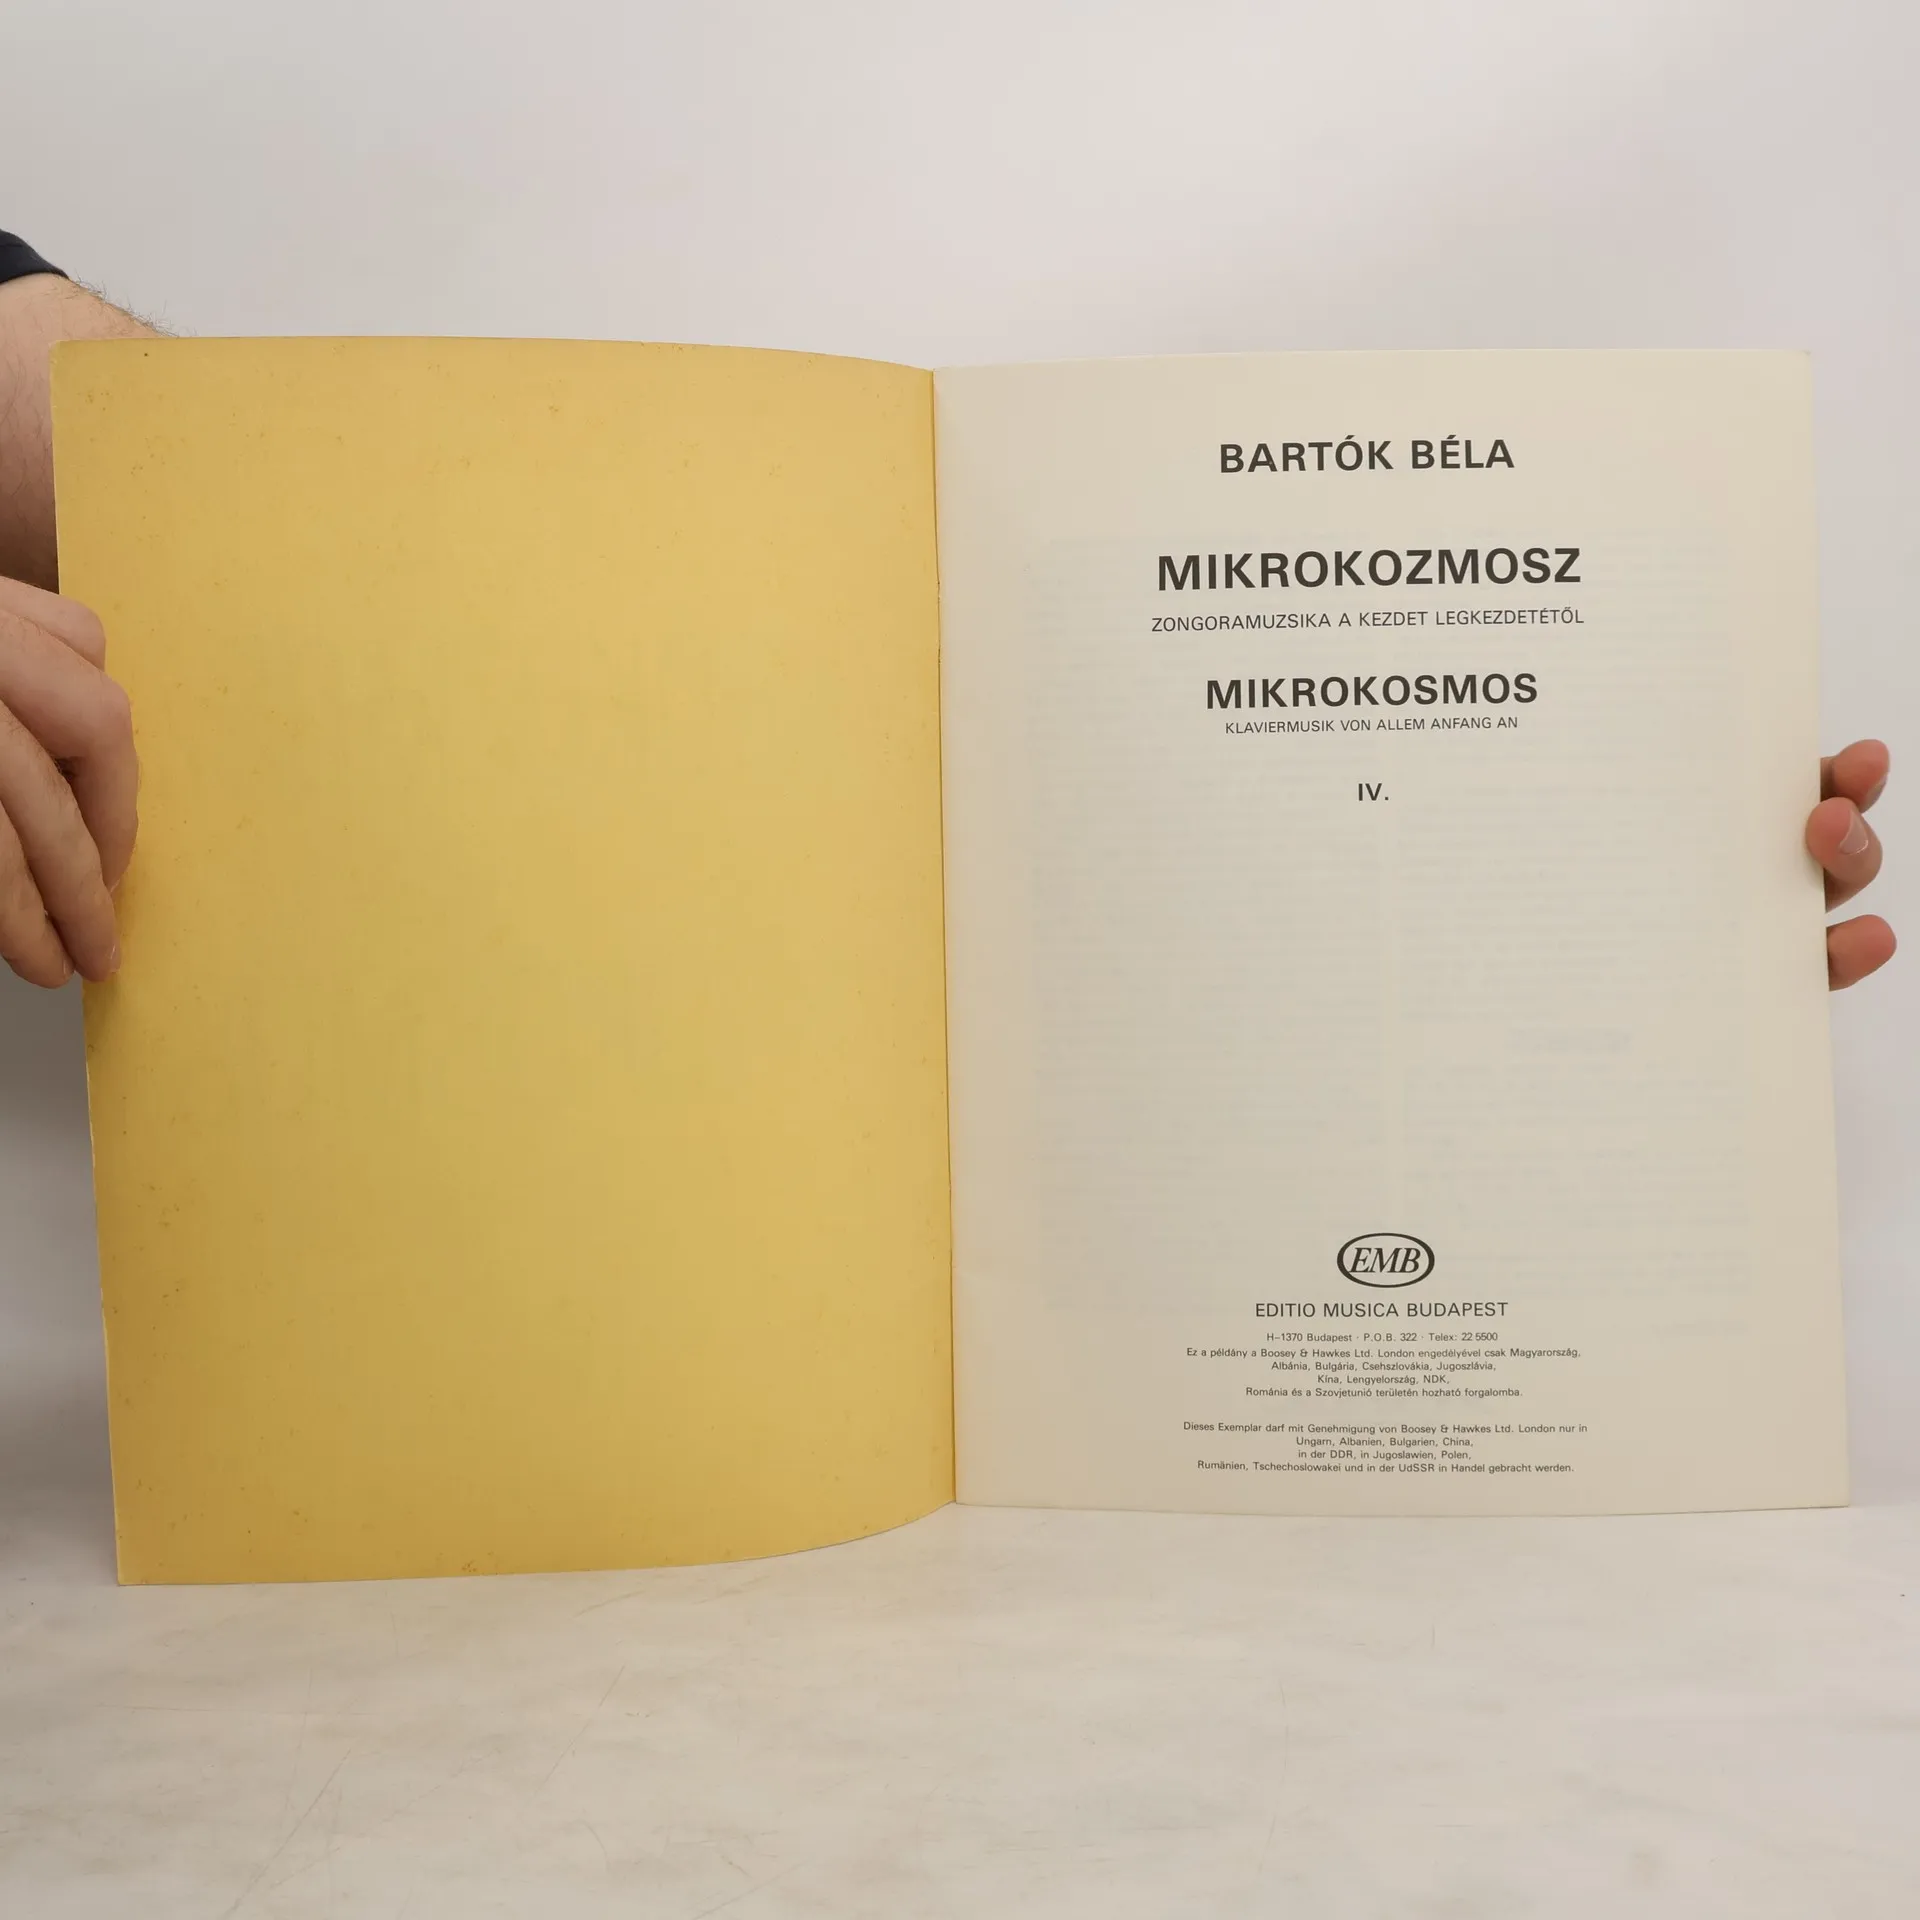 BARTÓK BÉLA
MIKROKOZMOSZ
ZONGORAMUZSIKA A KEZDET LEGKEZDETÉTŐL
MIKROKOSMOS
KLAVIERMUSIK VON ALLEM ANFANG AN
IV.
EMB
EDITIO MUSICA BUDAPEST
H–1370 Budapest · P.O.B. 322 · Telex: 22 5500
Ez a példány a Boosey & Hawkes Ltd. London engedélyével csak Magyarország,
Albánia, Bulgária, Csehszlovákia, Jugoszlávia,
Kína, Lengyelország, NDK,
Románia és a Szovjetunió területén hozható forgalomba.
Dieses Exemplar darf mit Genehmigung von Boosey & Hawkes Ltd. London nur in
Ungarn, Albanien, Bulgarien, China,
in der DDR, in Jugoslawien, Polen,
Rumänien, Tschechoslowakei und in der UdSSR in Handel gebracht werden.